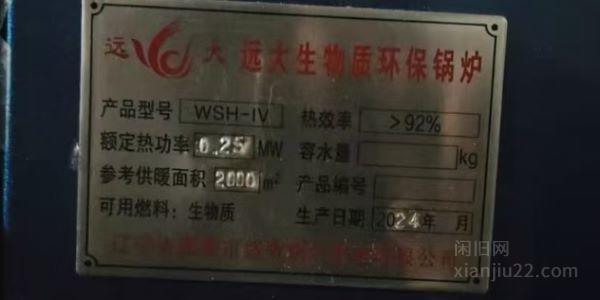 远大 远大生物质环保锅炉
产品型号 WSH-IV 热效率 >92%
额定热功率 0.25 MW 容水量 kg
参考供暖面积 2000 m² 产品编号
可用燃料：生物质 生产日期 2024年 月
闲旧网
xianjiu22.com